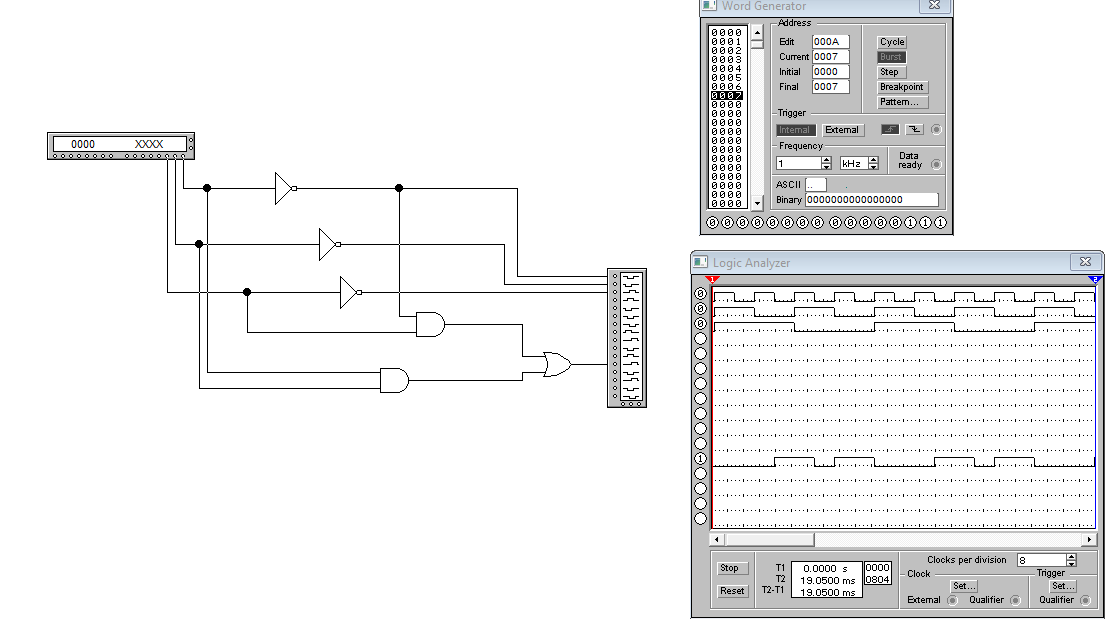 0000 XXXX
Word Generator
0000
0001
0002
0003
0004
0005
0006
0007
0000
0000
0000
0000
0000
0000
0000
0000
0000
0000
0000
0000
Address
Edit 000A
Current 0007
Initial 0000
Final 0007
Cycle
Burst
Step
Breakpoint
Pattern...
Trigger
Internal External
Frequency
1 kHz
Data
ready
ASCII .. .
Binary 0000000000000000
0 0 0 0 0 0 0 0 0 0 0 0 0 1 1 1
Logic Analyzer
1 2
0
0
0
1
Stop
Reset
T1 0.0000 s 0000
T2 19.0500 ms 0804
T2-T1 19.0500 ms
Clocks per division 8
Clock
Set...
External Qualifier
Trigger
Set...
Qualifier